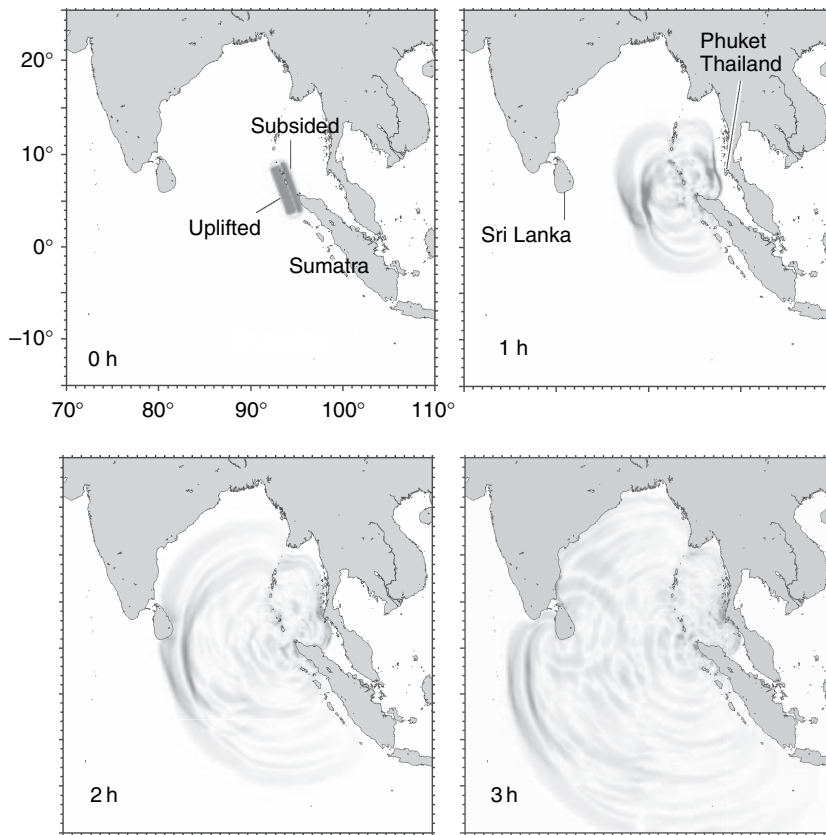 20°
10°
0°
–10°
Subsided
Uplifted
Sumatra
0 h
70°
80°
90°
100°
110°
Phuket
Thailand
Sri Lanka
1 h
2 h
3 h